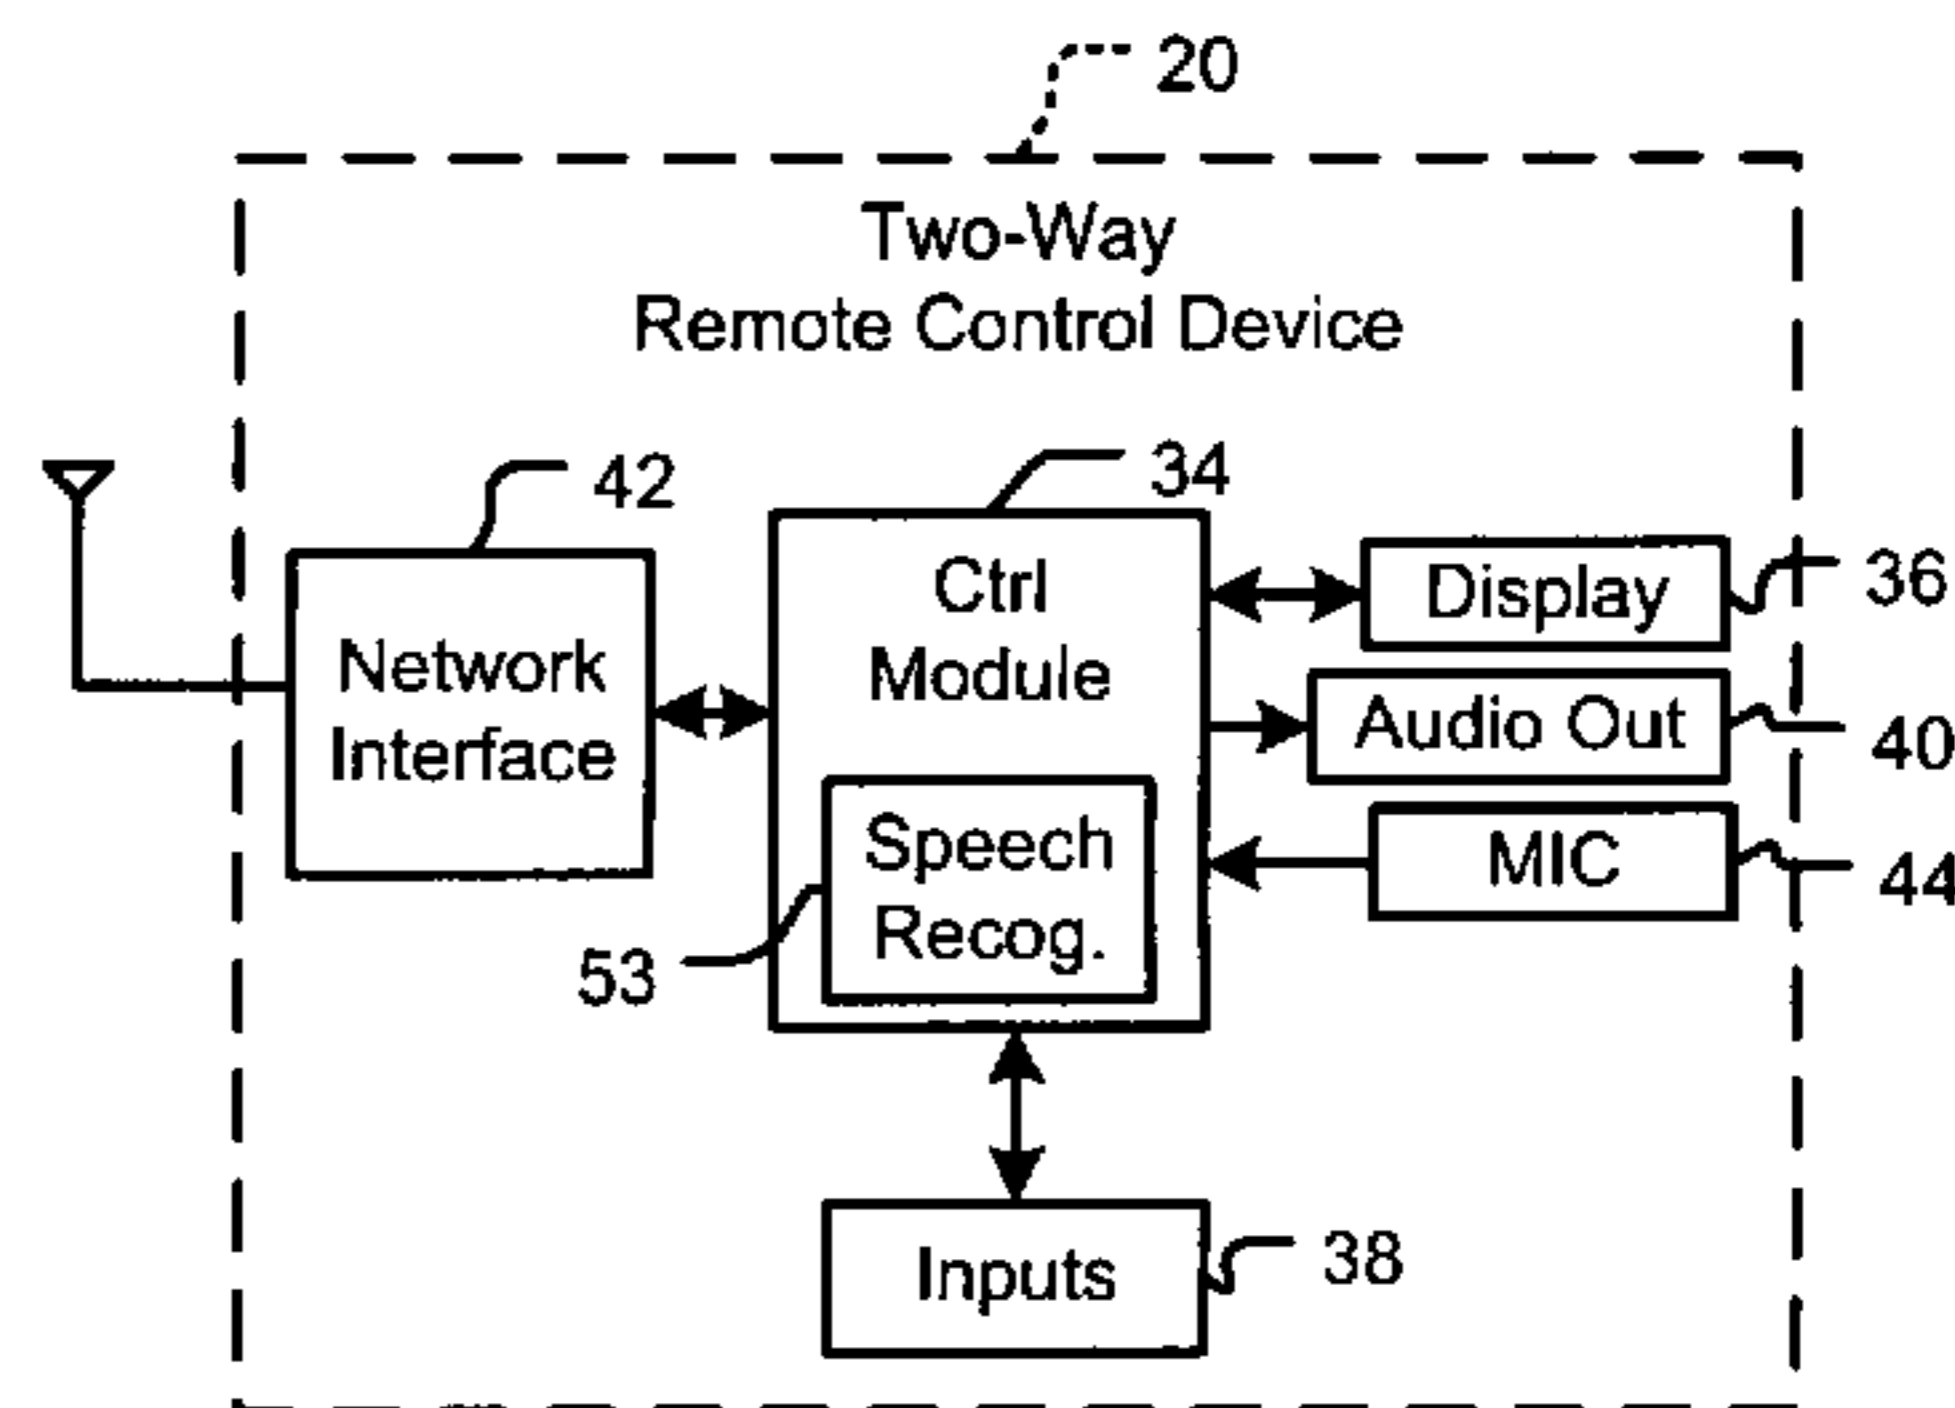 20
Two-Way
Remote Control Device
42
34
Network
Interface
Ctrl
Module
Speech
Recog.
53
Display
36
Audio Out
40
MIC
44
Inputs
38